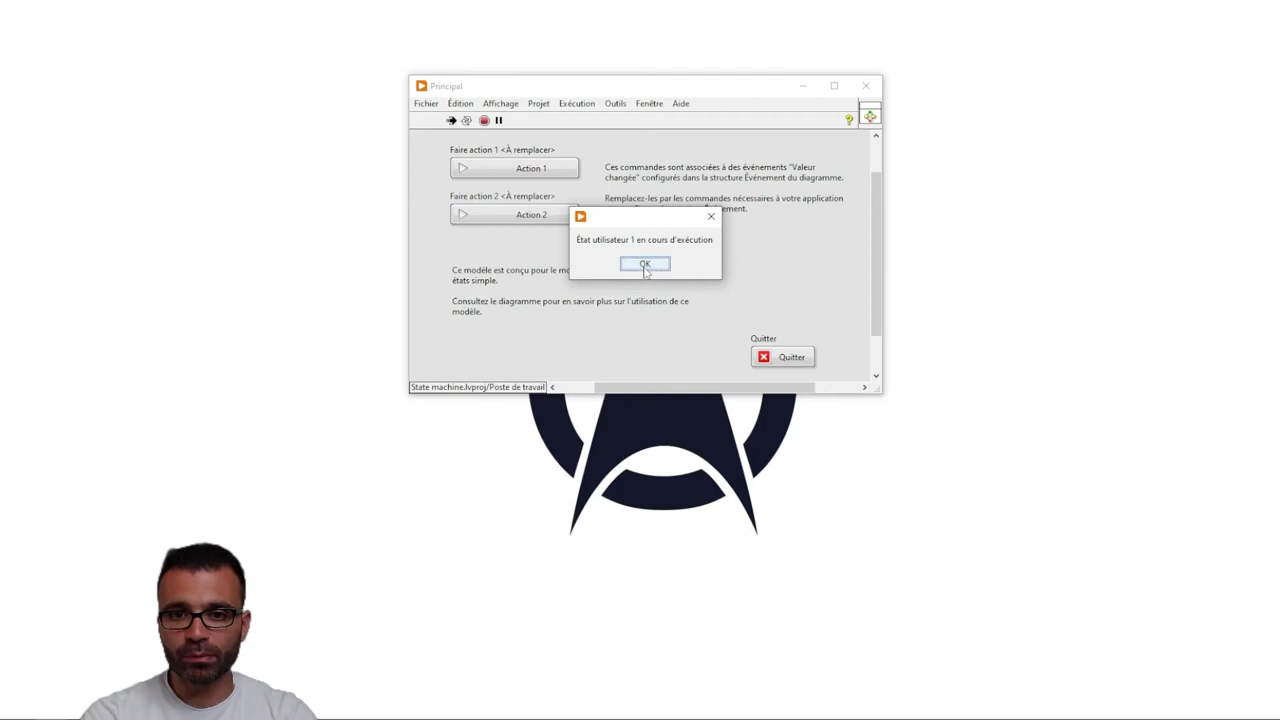 Principal
Fichier Édition Affichage Projet Exécution Outils Fenêtre Aide
Faire action 1 <À remplacer>
Action 1
Ces commandes sont associées à des événements "Valeur
changée" configurés dans la structure Événement du diagramme.
Faire action 2 <À remplacer>
Action 2
Remplacez-les par les commandes nécessaires à votre application
nement.
État utilisateur 1 en cours d'exécution
OK
Ce modèle est conçu pour le mo
états simple.
Consultez le diagramme pour en savoir plus sur l'utilisation de ce
modèle.
Quitter
Quitter
State machine.lvproj/Poste de travail